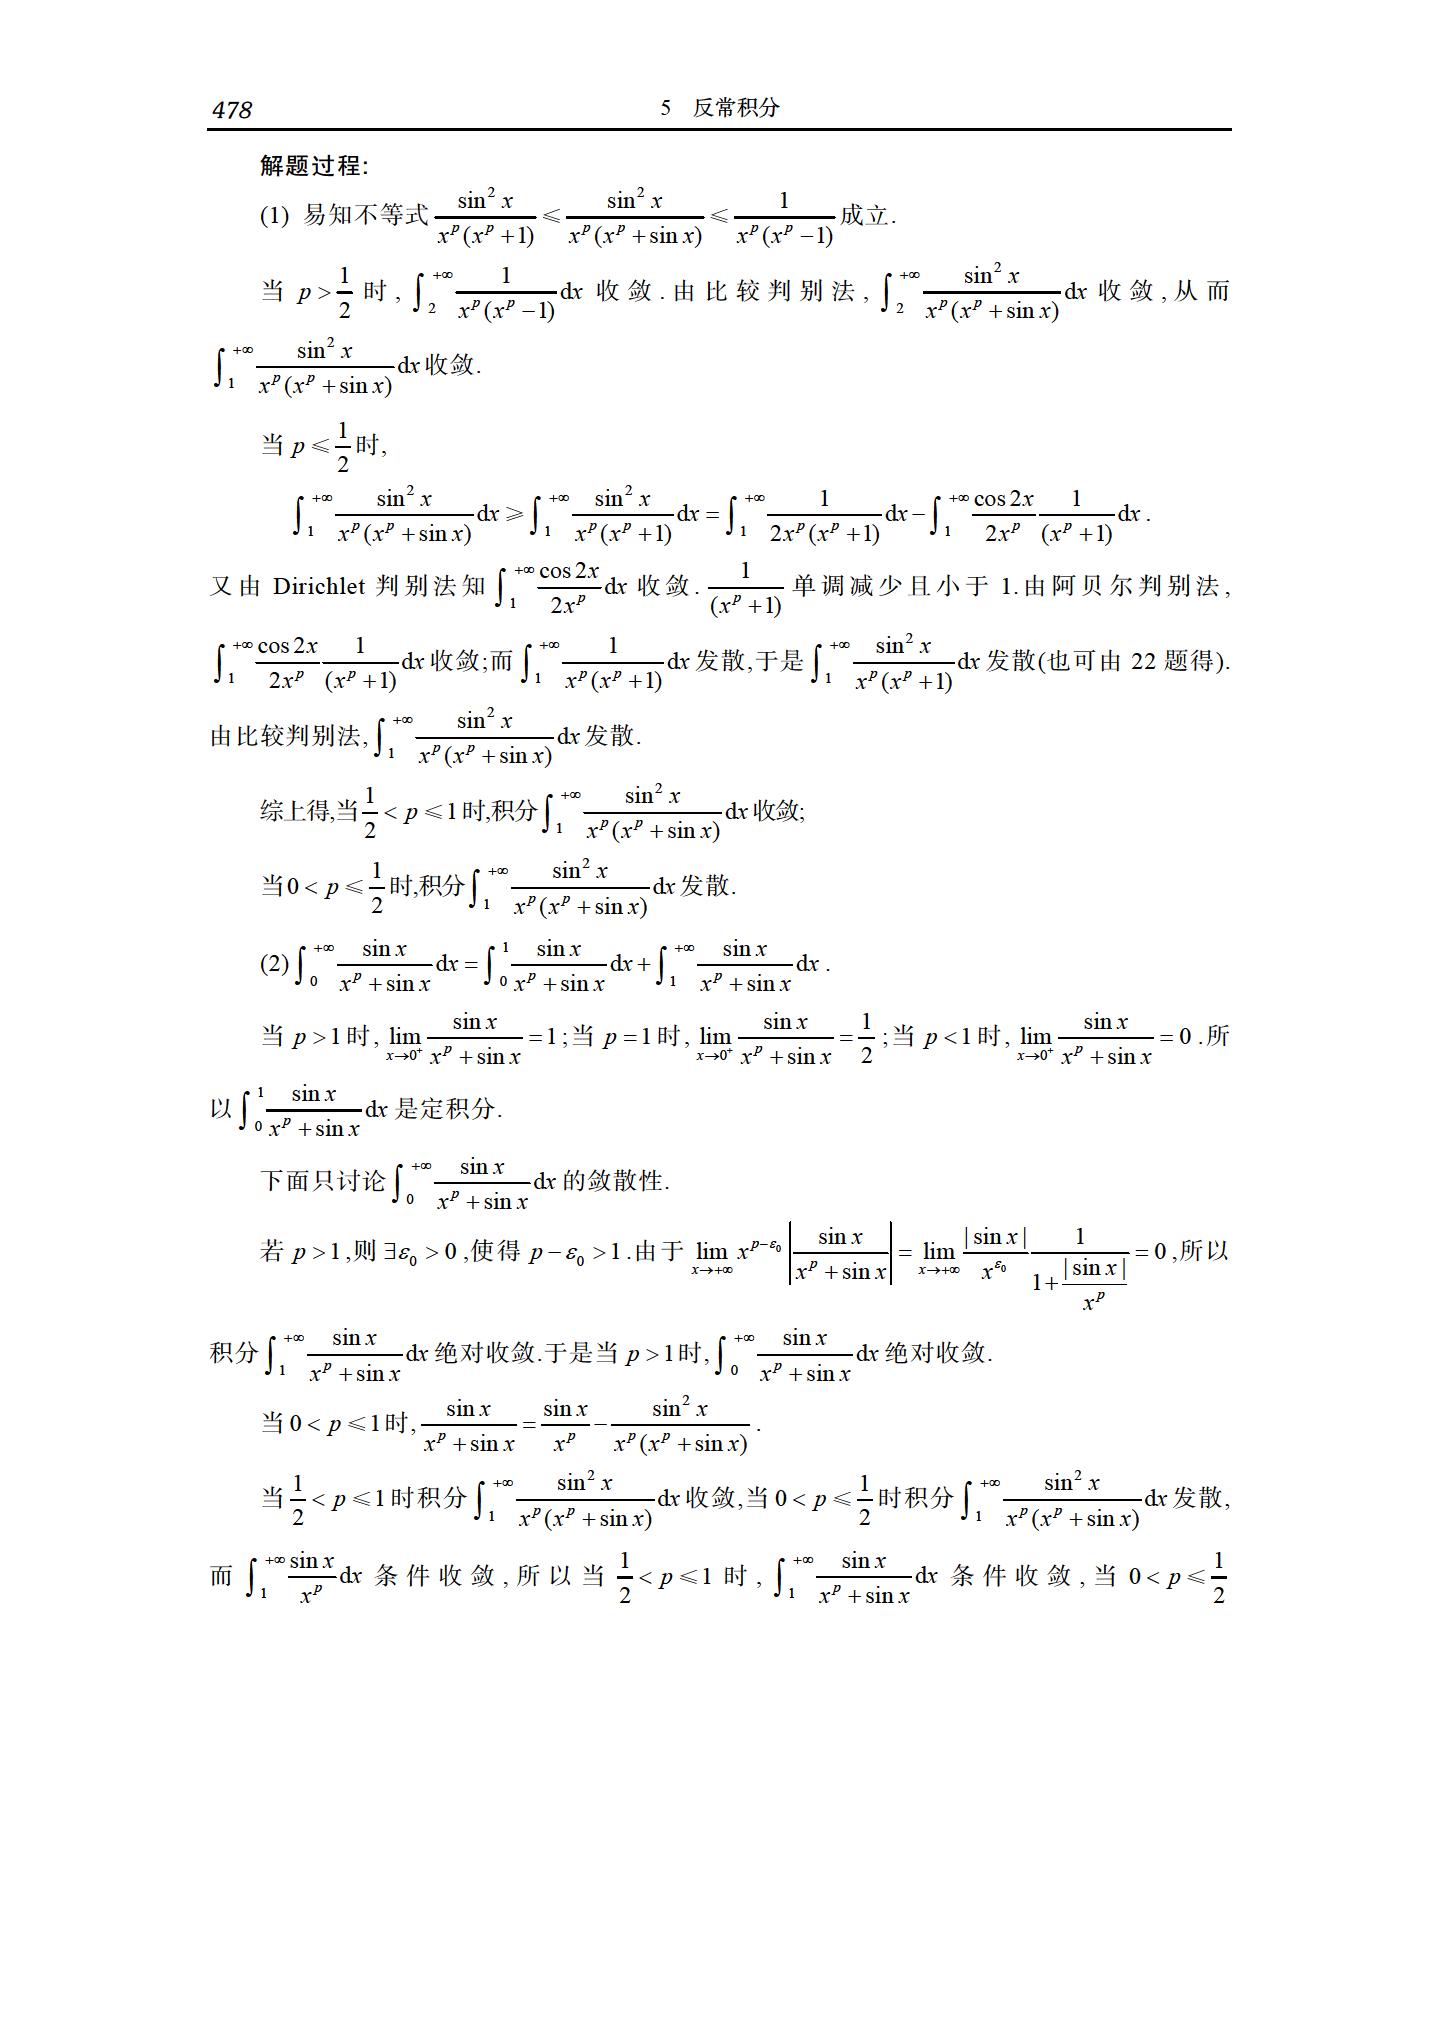 478 5 反常积分
解题过程:
(1) 易知不等式 $\frac{\sin^2 x}{x^p(x^p+1)} \leqslant \frac{\sin^2 x}{x^p(x^p+\sin x)} \leqslant \frac{1}{x^p(x^p-1)}$ 成立.
当 $p>\frac{1}{2}$ 时, $\int_2^{+\infty} \frac{1}{x^p(x^p-1)}\mathrm{d}x$ 收敛.由比较判别法, $\int_2^{+\infty} \frac{\sin^2 x}{x^p(x^p+\sin x)}\mathrm{d}x$ 收敛,从而
$\int_1^{+\infty} \frac{\sin^2 x}{x^p(x^p+\sin x)}\mathrm{d}x$ 收敛.
当 $p\leqslant\frac{1}{2}$ 时,
$\int_1^{+\infty} \frac{\sin^2 x}{x^p(x^p+\sin x)}\mathrm{d}x \geqslant \int_1^{+\infty} \frac{\sin^2 x}{x^p(x^p+1)}\mathrm{d}x = \int_1^{+\infty} \frac{1}{2x^p(x^p+1)}\mathrm{d}x - \int_1^{+\infty} \frac{\cos 2x}{2x^p}\frac{1}{(x^p+1)}\mathrm{d}x$ .
又由 Dirichlet 判别法知 $\int_1^{+\infty} \frac{\cos 2x}{2x^p}\mathrm{d}x$ 收敛. $\frac{1}{(x^p+1)}$ 单调减少且小于 1.由阿贝尔判别法,
$\int_1^{+\infty} \frac{\cos 2x}{2x^p}\frac{1}{(x^p+1)}\mathrm{d}x$ 收敛;而 $\int_1^{+\infty} \frac{1}{x^p(x^p+1)}\mathrm{d}x$ 发散,于是 $\int_1^{+\infty} \frac{\sin^2 x}{x^p(x^p+1)}\mathrm{d}x$ 发散(也可由 22 题得).
由比较判别法, $\int_1^{+\infty} \frac{\sin^2 x}{x^p(x^p+\sin x)}\mathrm{d}x$ 发散.
综上得,当 $\frac{1}{2}<p\leqslant 1$ 时,积分 $\int_1^{+\infty} \frac{\sin^2 x}{x^p(x^p+\sin x)}\mathrm{d}x$ 收敛;
当 $0<p\leqslant\frac{1}{2}$ 时,积分 $\int_1^{+\infty} \frac{\sin^2 x}{x^p(x^p+\sin x)}\mathrm{d}x$ 发散.
(2) $\int_0^{+\infty} \frac{\sin x}{x^p+\sin x}\mathrm{d}x = \int_0^1 \frac{\sin x}{x^p+\sin x}\mathrm{d}x + \int_1^{+\infty} \frac{\sin x}{x^p+\sin x}\mathrm{d}x$ .
当 $p>1$ 时, $\lim_{x\to 0^+} \frac{\sin x}{x^p+\sin x}=1$ ;当 $p=1$ 时, $\lim_{x\to 0^+} \frac{\sin x}{x^p+\sin x}=\frac{1}{2}$ ;当 $p<1$ 时, $\lim_{x\to 0^+} \frac{\sin x}{x^p+\sin x}=0$ .所
以 $\int_0^1 \frac{\sin x}{x^p+\sin x}\mathrm{d}x$ 是定积分.
下面只讨论 $\int_0^{+\infty} \frac{\sin x}{x^p+\sin x}\mathrm{d}x$ 的敛散性.
若 $p>1$ ,则 $\exists\varepsilon_0>0$ ,使得 $p-\varepsilon_0>1$ .由于 $\lim_{x\to+\infty} x^{p-\varepsilon_0}\left|\frac{\sin x}{x^p+\sin x}\right| = \lim_{x\to+\infty} \frac{|\sin x|}{x^{\varepsilon_0}}\frac{1}{1+\frac{|\sin x|}{x^p}}=0$ ,所以
积分 $\int_1^{+\infty} \frac{\sin x}{x^p+\sin x}\mathrm{d}x$ 绝对收敛.于是当 $p>1$ 时, $\int_0^{+\infty} \frac{\sin x}{x^p+\sin x}\mathrm{d}x$ 绝对收敛.
当 $0<p\leqslant 1$ 时, $\frac{\sin x}{x^p+\sin x}=\frac{\sin x}{x^p}-\frac{\sin^2 x}{x^p(x^p+\sin x)}$ .
当 $\frac{1}{2}<p\leqslant 1$ 时积分 $\int_1^{+\infty} \frac{\sin^2 x}{x^p(x^p+\sin x)}\mathrm{d}x$ 收敛,当 $0<p\leqslant\frac{1}{2}$ 时积分 $\int_1^{+\infty} \frac{\sin^2 x}{x^p(x^p+\sin x)}\mathrm{d}x$ 发散,
而 $\int_1^{+\infty} \frac{\sin x}{x^p}\mathrm{d}x$ 条件收敛,所以当 $\frac{1}{2}<p\leqslant 1$ 时, $\int_1^{+\infty} \frac{\sin x}{x^p+\sin x}\mathrm{d}x$ 条件收敛,当 $0<p\leqslant\frac{1}{2}$